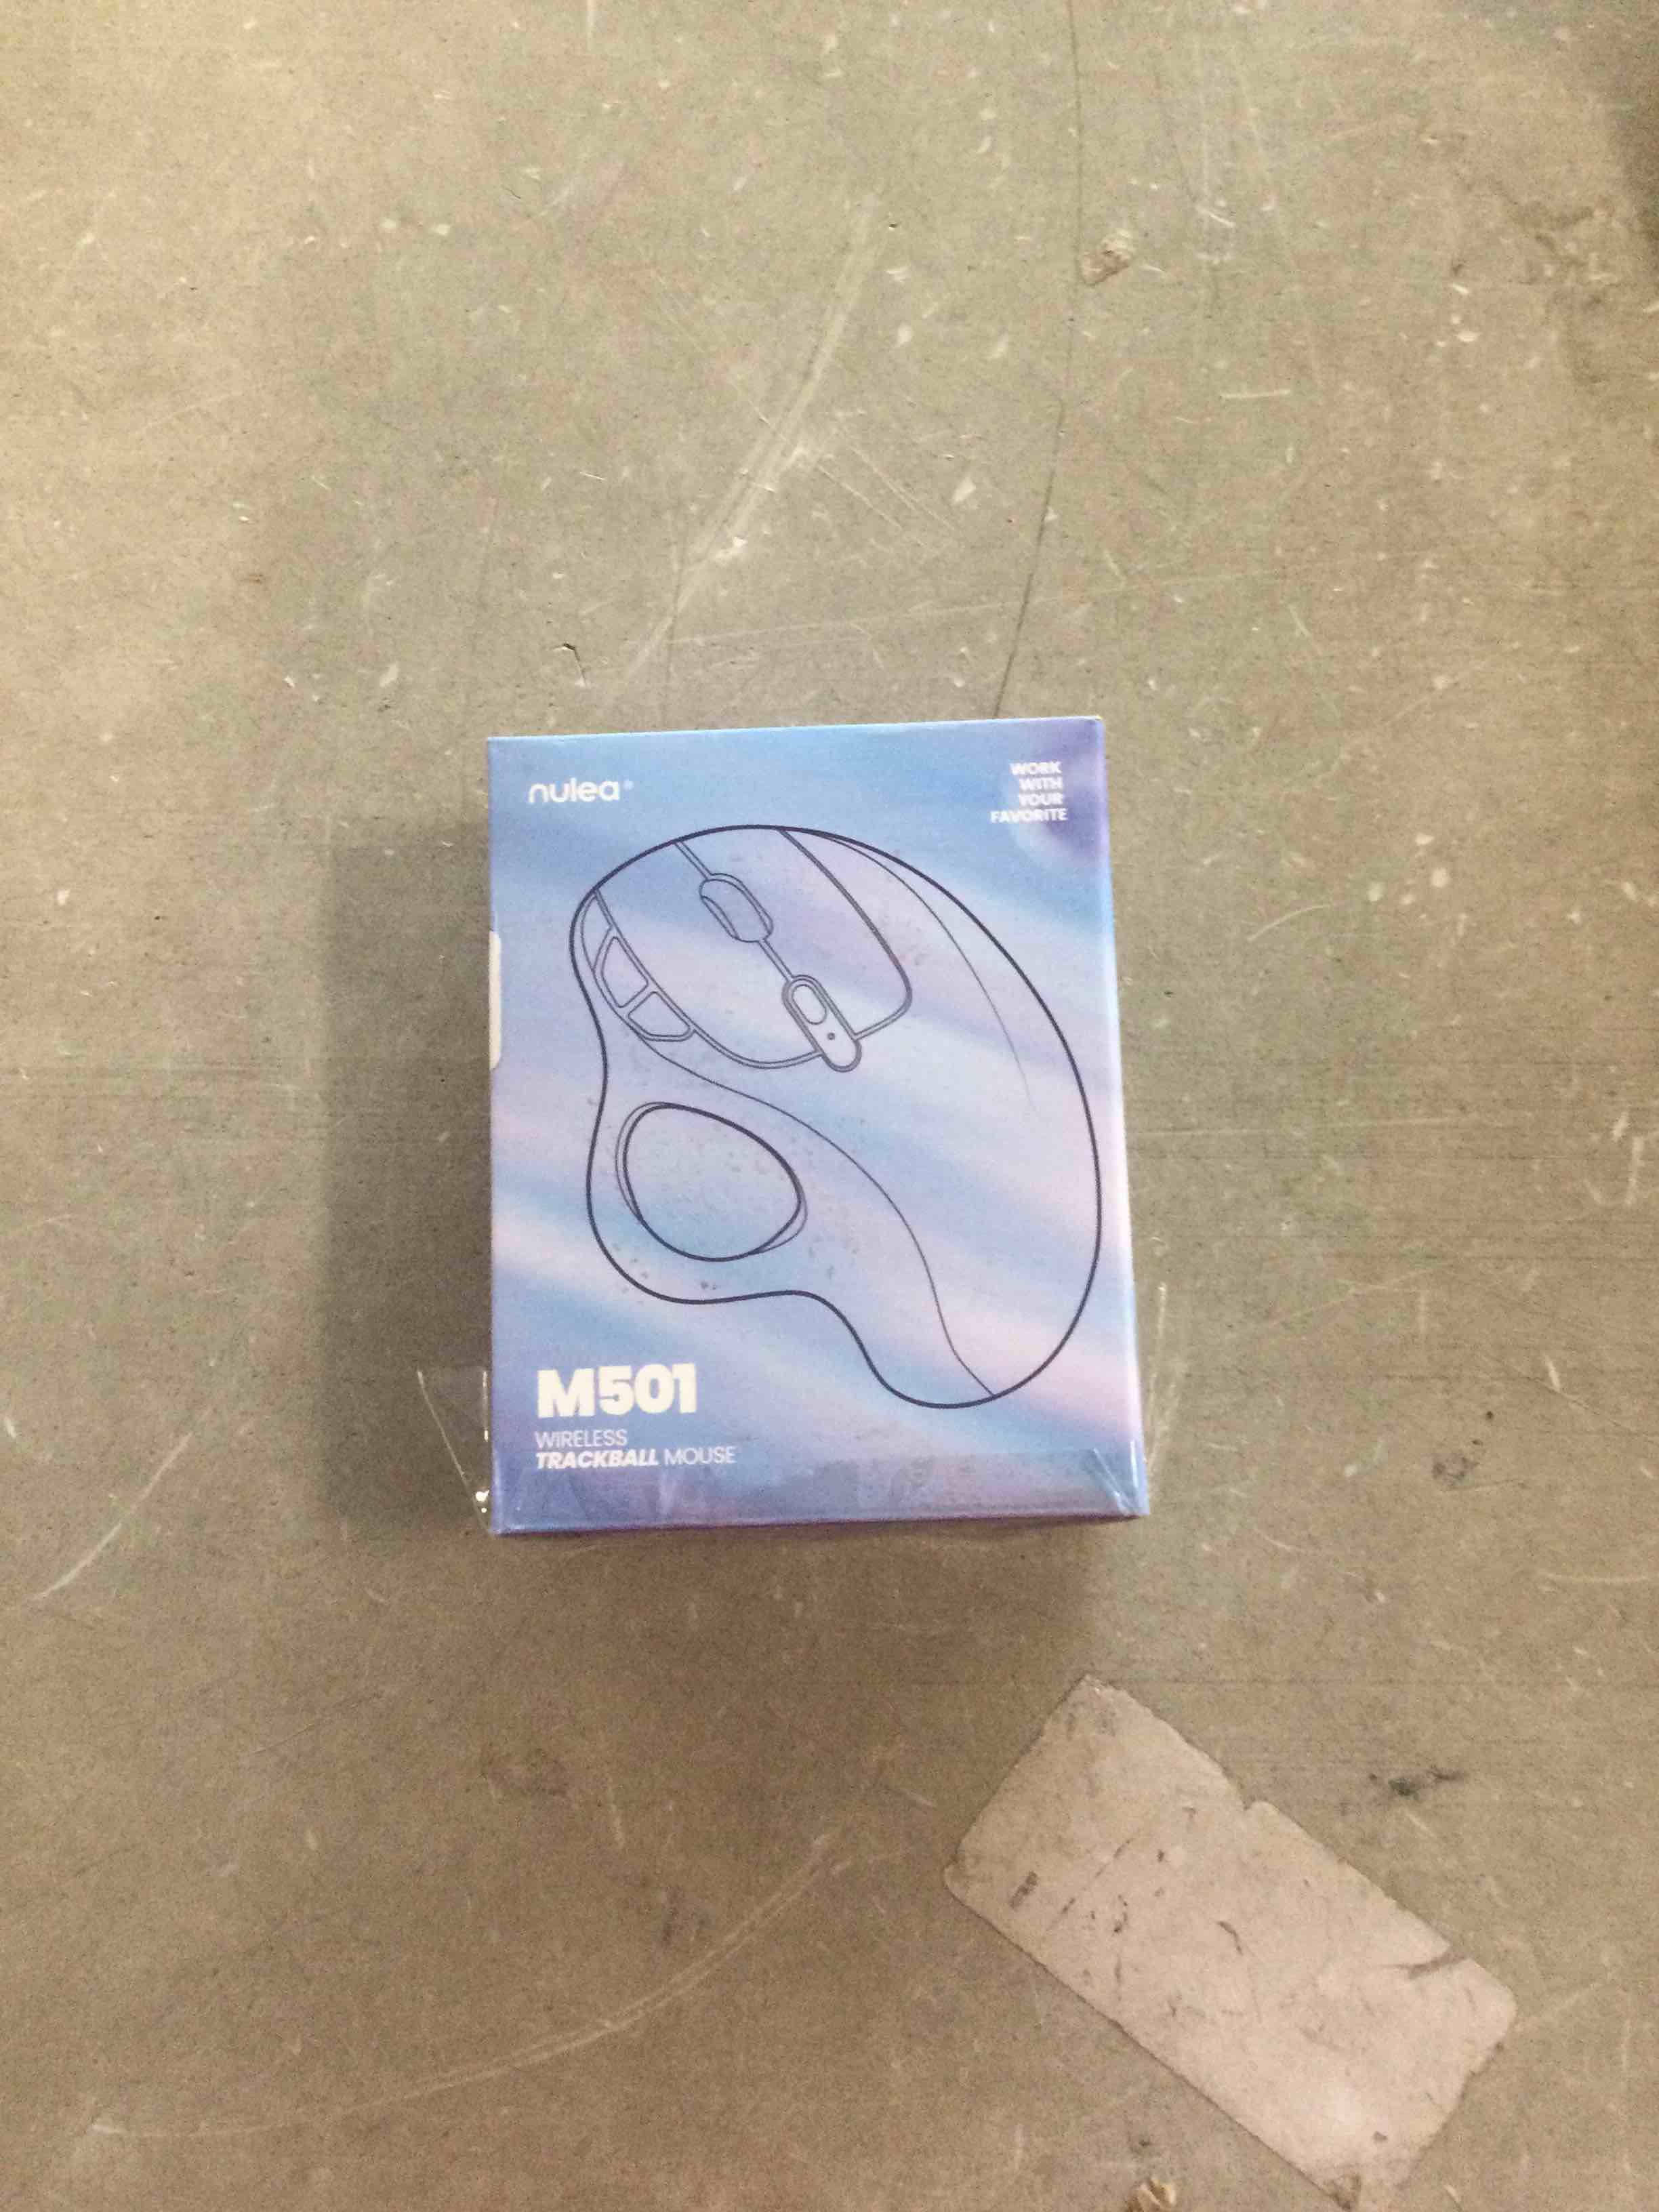 nulea®
WORK
WITH
YOUR
FAVORITE
M501
WIRELESS
TRACKBALL MOUSE